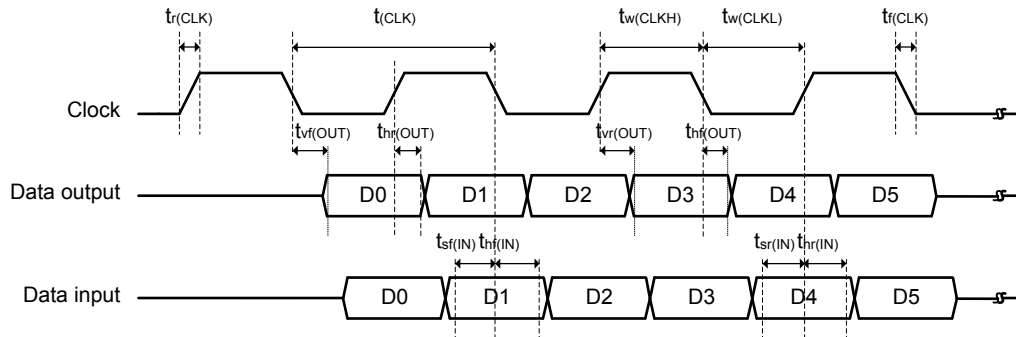 tr(CLK) t(CLK) tw(CLKH) tw(CLKL) tf(CLK)
Clock
tvf(OUT) thr(OUT) tvr(OUT) thf(OUT)
Data output D0 D1 D2 D3 D4 D5
tsf(IN) thf(IN) tsr(IN) thr(IN)
Data input D0 D1 D2 D3 D4 D5